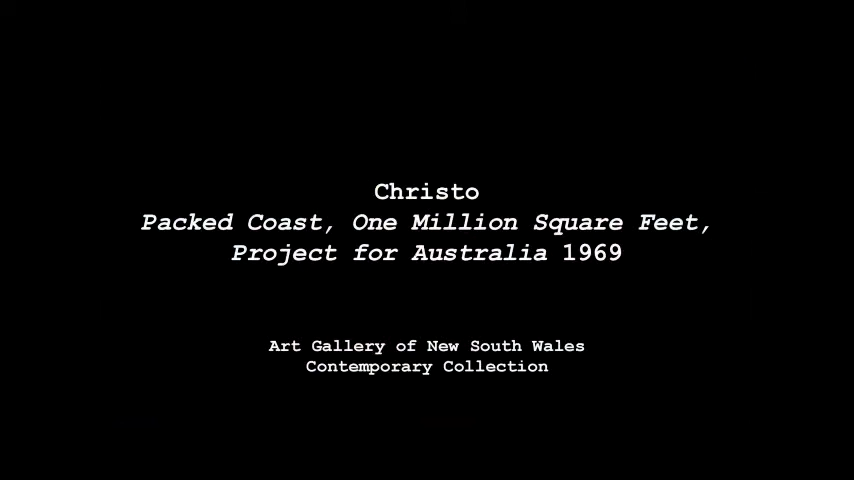 Christo
Packed Coast, One Million Square Feet,
Project for Australia 1969
Art Gallery of New South Wales
Contemporary Collection